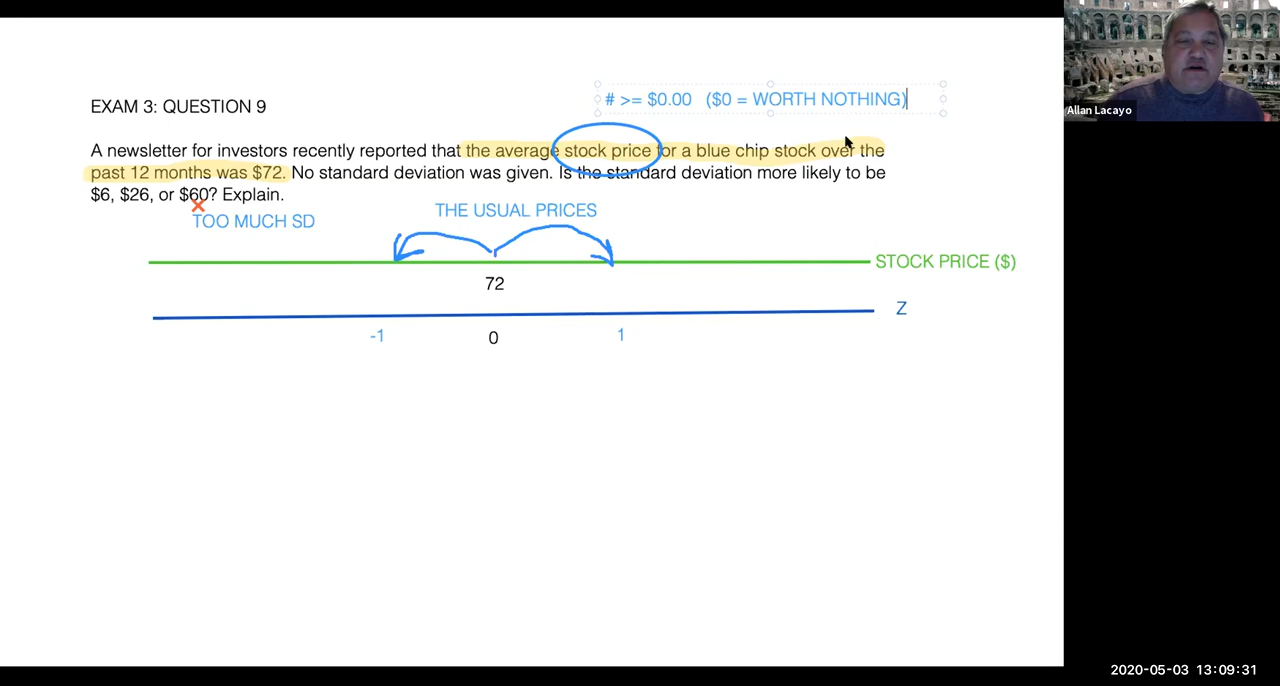 # >= $0.00 ($0 = WORTH NOTHING)
EXAM 3: QUESTION 9
Allan Lacayo
A newsletter for investors recently reported that the average stock price for a blue chip stock over the
past 12 months was $72. No standard deviation was given. Is the standard deviation more likely to be
$6, $26, or $60? Explain.
TOO MUCH SD
THE USUAL PRICES
STOCK PRICE ($)
72
Z
-1 0 1
2020-05-03 13:09:31